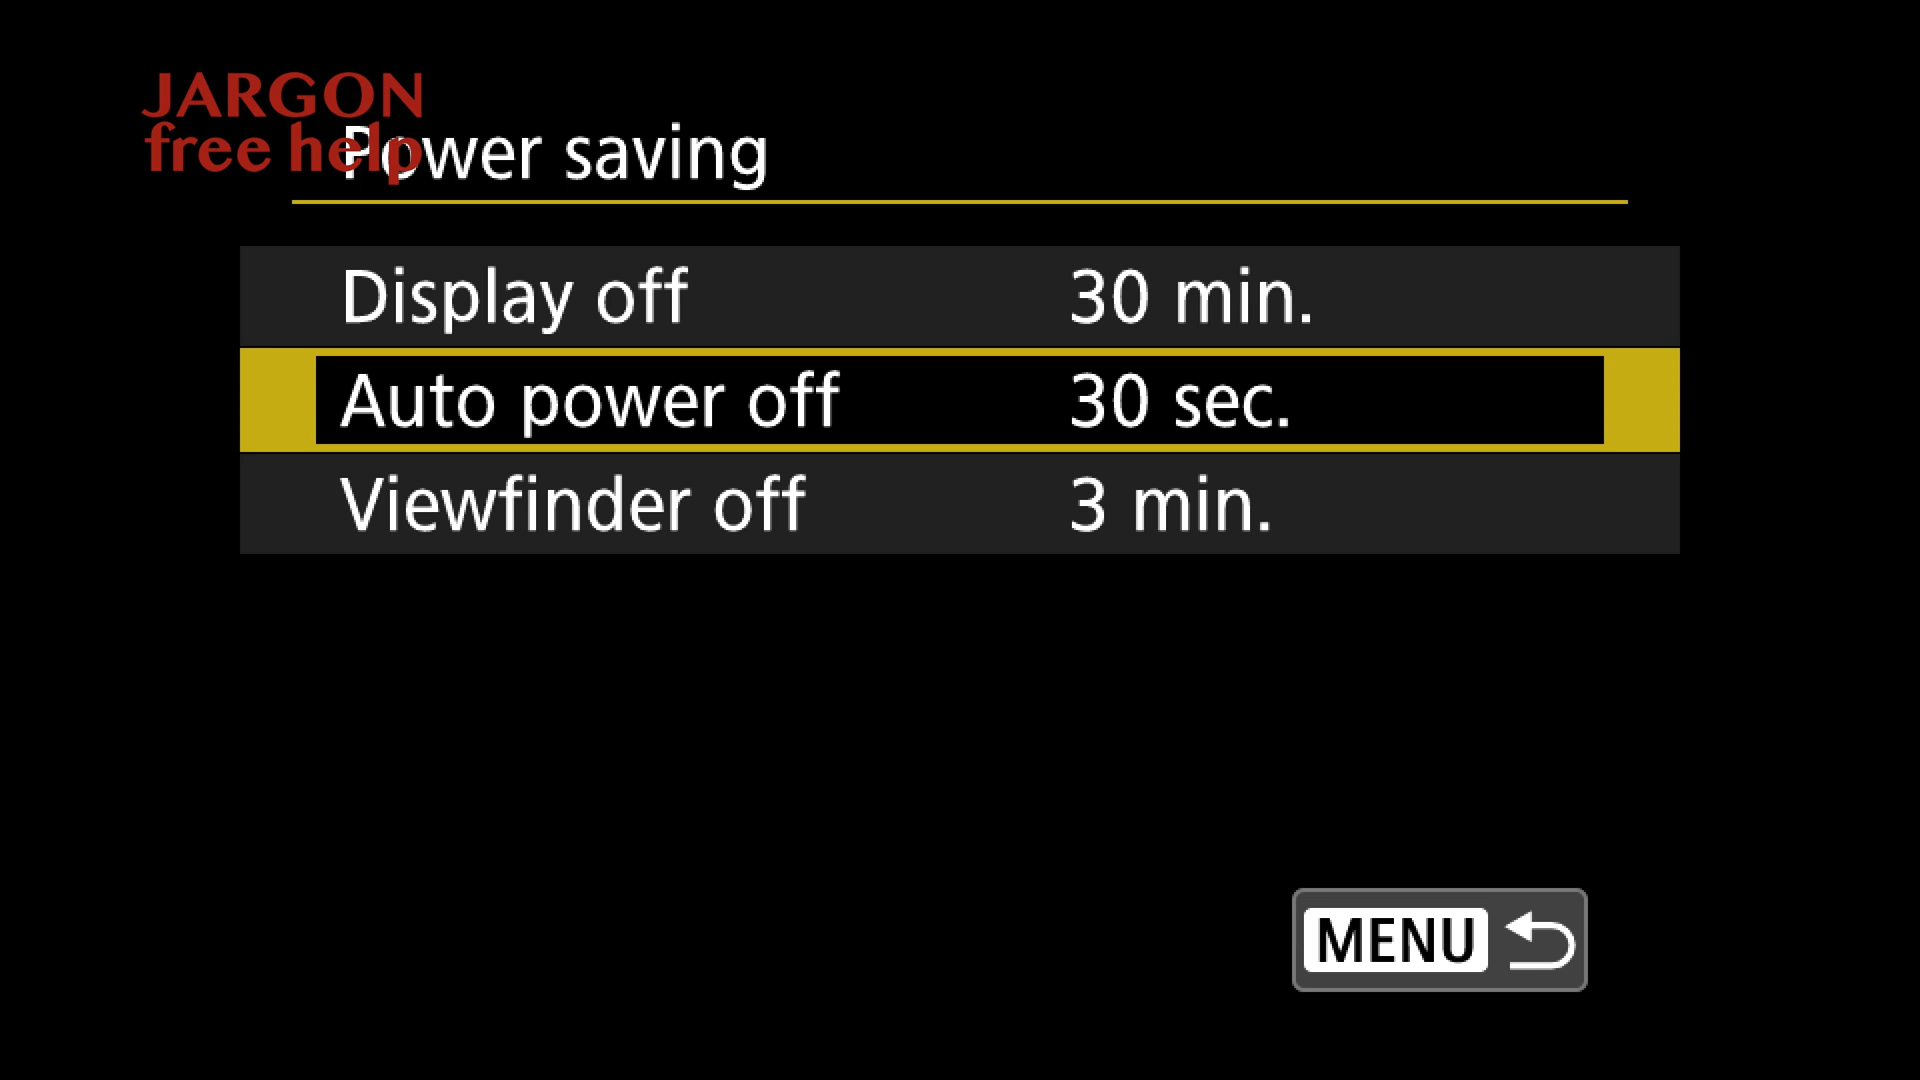 JARGON
free help
Power saving
Display off 30 min.
Auto power off 30 sec.
Viewfinder off 3 min.
MENU